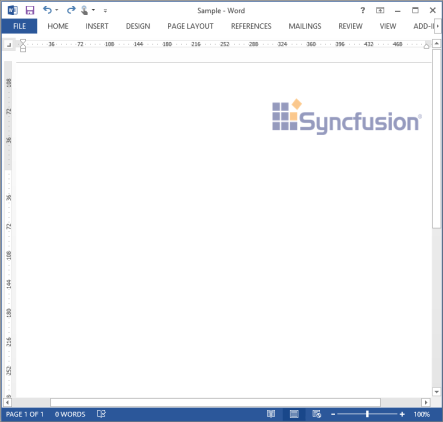 Sample - Word
FILE HOME INSERT DESIGN PAGE LAYOUT REFERENCES MAILINGS REVIEW VIEW ADD-I
36 72 108 144 180 216 252 288 324 360 396 432 468
108
72
36
Syncfusion
36
72
108
144
180
216
252
PAGE 1 OF 1 0 WORDS 100%